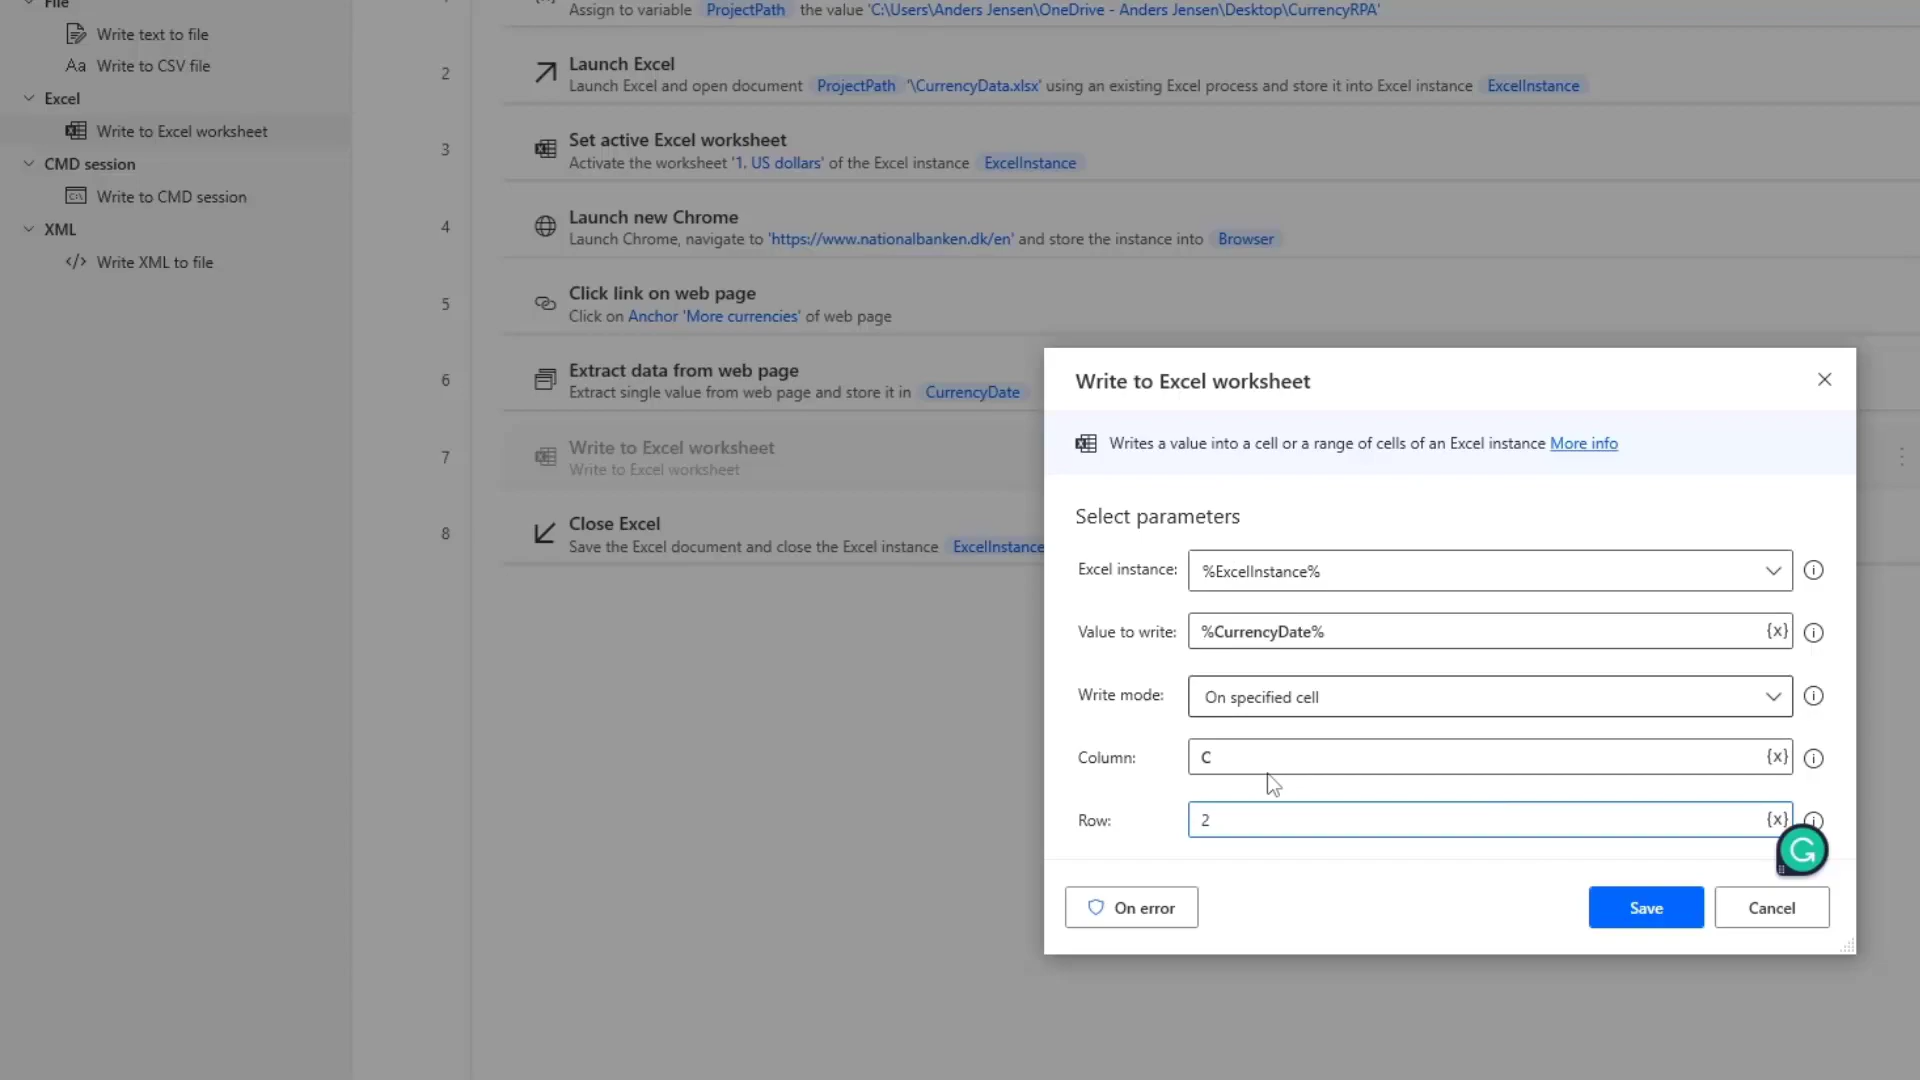 File
Write text to file
Aa Write to CSV file
Excel
Write to Excel worksheet
CMD session
Write to CMD session
XML
</> Write XML to file
Assign to variable ProjectPath the value 'C:\Users\Anders Jensen\OneDrive - Anders Jensen\Desktop\CurrencyRPA'
2
Launch Excel
Launch Excel and open document ProjectPath '\CurrencyData.xlsx' using an existing Excel process and store it into Excel instance ExcelInstance
3
Set active Excel worksheet
Activate the worksheet '1. US dollars' of the Excel instance ExcelInstance
4
Launch new Chrome
Launch Chrome, navigate to 'https://www.nationalbanken.dk/en' and store the instance into Browser
5
Click link on web page
Click on Anchor 'More currencies' of web page
6
Extract data from web page
Extract single value from web page and store it in CurrencyDate
7
Write to Excel worksheet
Write to Excel worksheet
8
Close Excel
Save the Excel document and close the Excel instance ExcelInstance
Write to Excel worksheet
Writes a value into a cell or a range of cells of an Excel instance More info
Select parameters
Excel instance: %ExcelInstance%
Value to write: %CurrencyDate% {x}
Write mode: On specified cell
Column: C {x}
Row: 2 {x}
On error
Save
Cancel